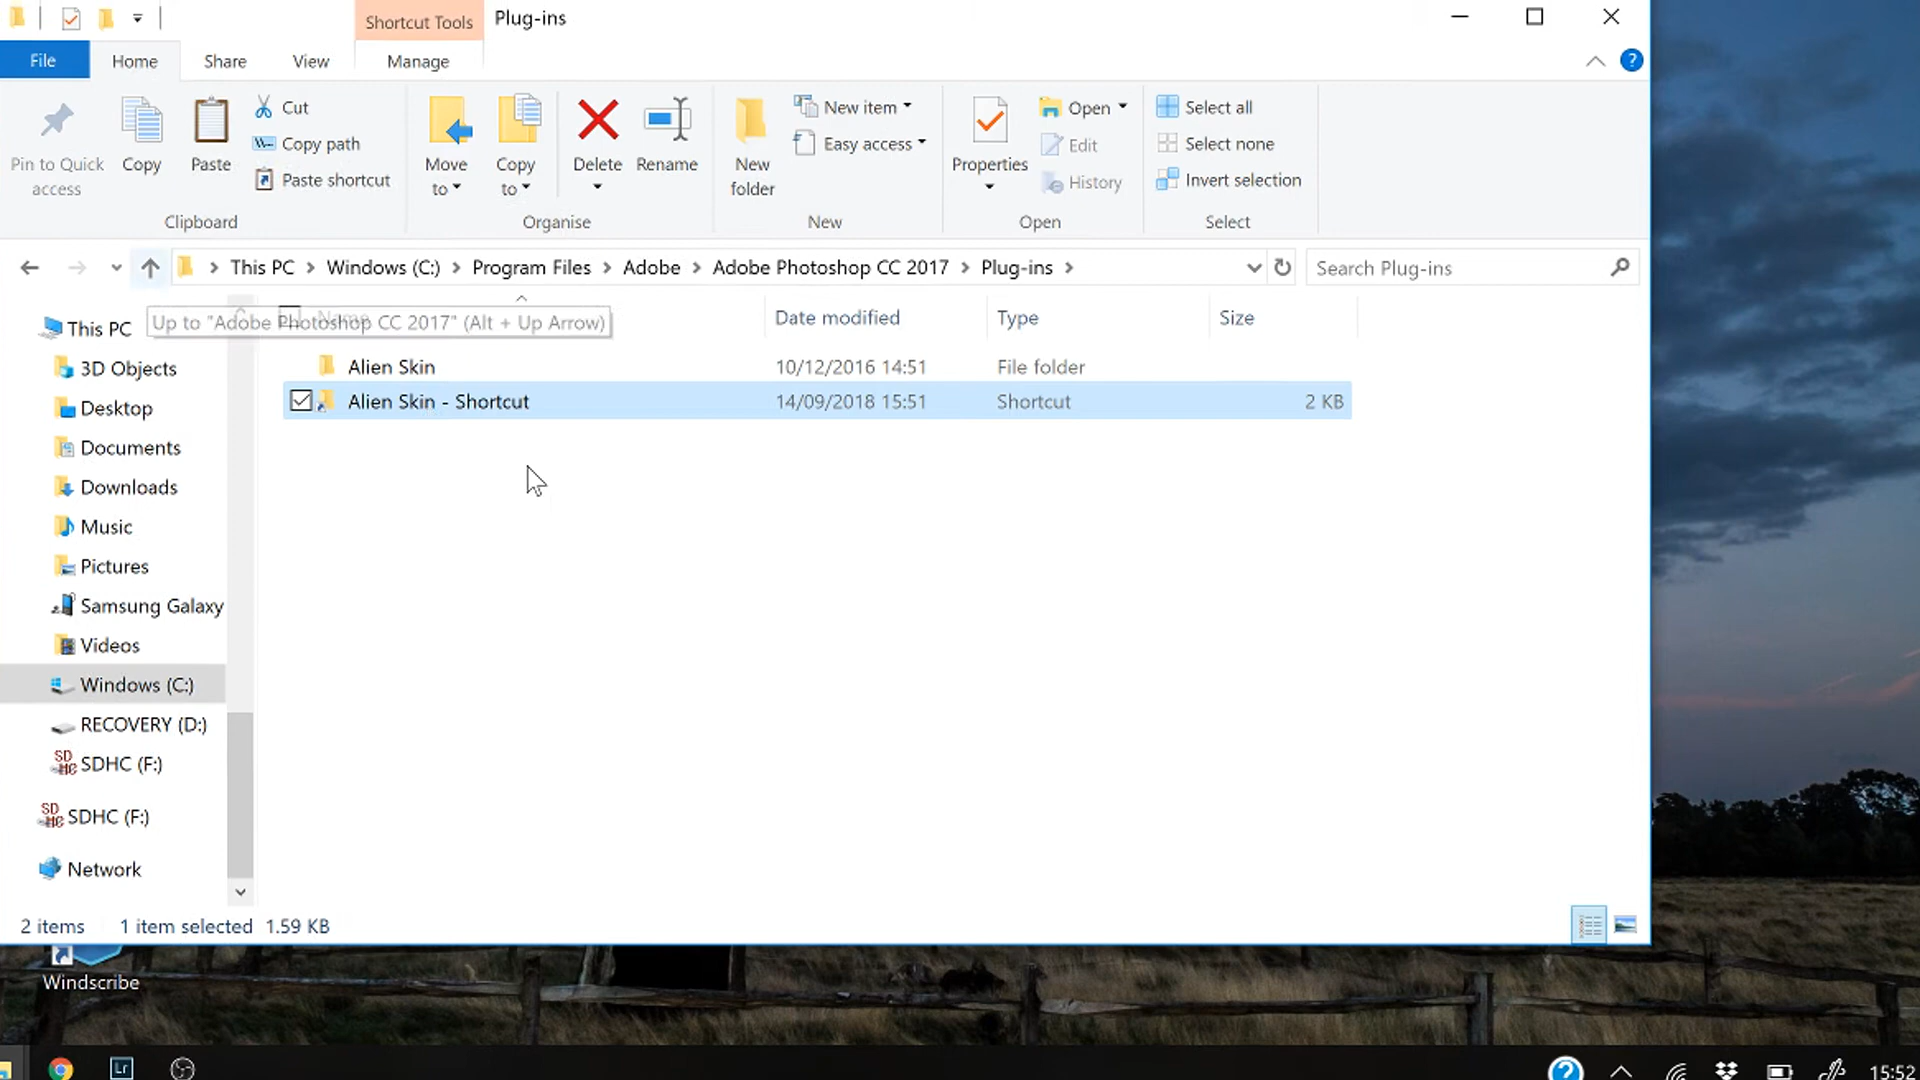 Shortcut Tools
Plug-ins
File
Home
Share
View
Manage
?
Pin to Quick access
Copy
Paste
Cut
Copy path
Paste shortcut
Clipboard
Move to
Copy to
Delete
Rename
Organise
New folder
New item
Easy access
New
Properties
Open
Edit
History
Open
Select all
Select none
Invert selection
Select
This PC > Windows (C:) > Program Files > Adobe > Adobe Photoshop CC 2017 > Plug-ins >
Search Plug-ins
Up to "Adobe Photoshop CC 2017" (Alt + Up Arrow)
Name
Date modified
Type
Size
Alien Skin
10/12/2016 14:51
File folder
Alien Skin - Shortcut
14/09/2018 15:51
Shortcut
2 KB
This PC
3D Objects
Desktop
Documents
Downloads
Music
Pictures
Samsung Galaxy
Videos
Windows (C:)
RECOVERY (D:)
SD HC SDHC (F:)
SD HC SDHC (F:)
Network
2 items
1 item selected 1.59 KB
Windscribe
Lr
?
15:52